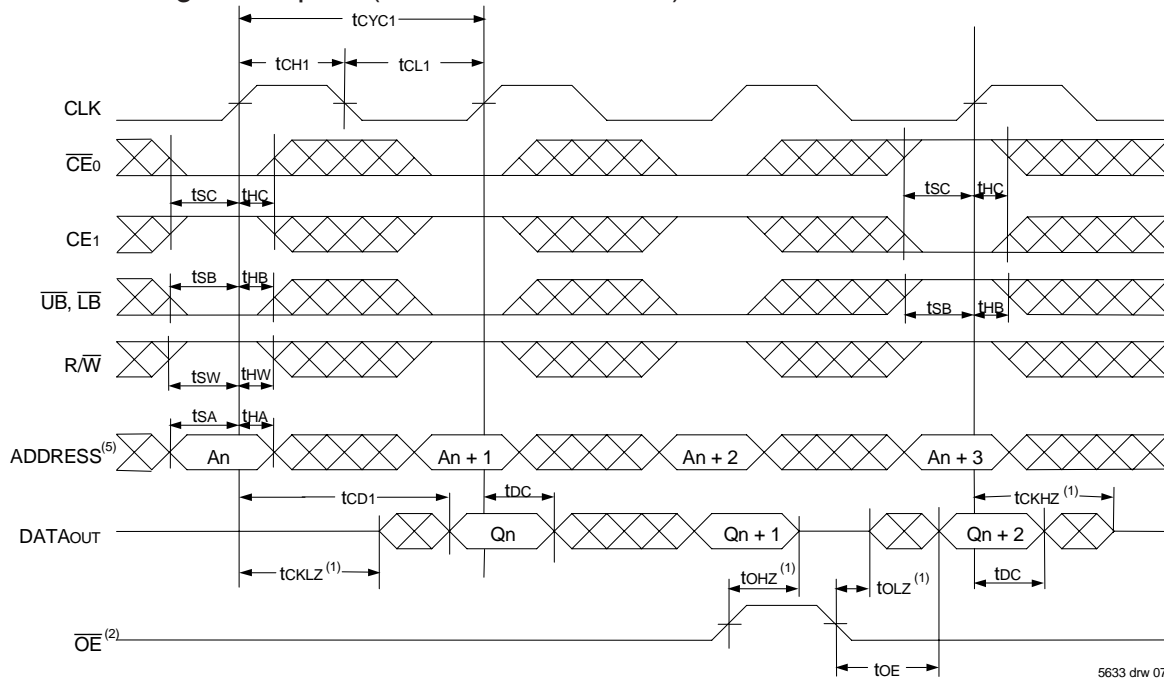 tCYC1
tCH1 tCL1
CLK
CE0
tSC tHC tSC tHC
CE1
tSB tHB
UB, LB
tSB tHB
R/W
tSW tHW
tSA tHA
ADDRESS(5) An An + 1 An + 2 An + 3
tCD1 tDC tCKHZ (1)
DATAOUT Qn Qn + 1 Qn + 2
tCKLZ (1) tOHZ (1) tOLZ (1) tDC
OE (2)
tOE
5633 drw 07